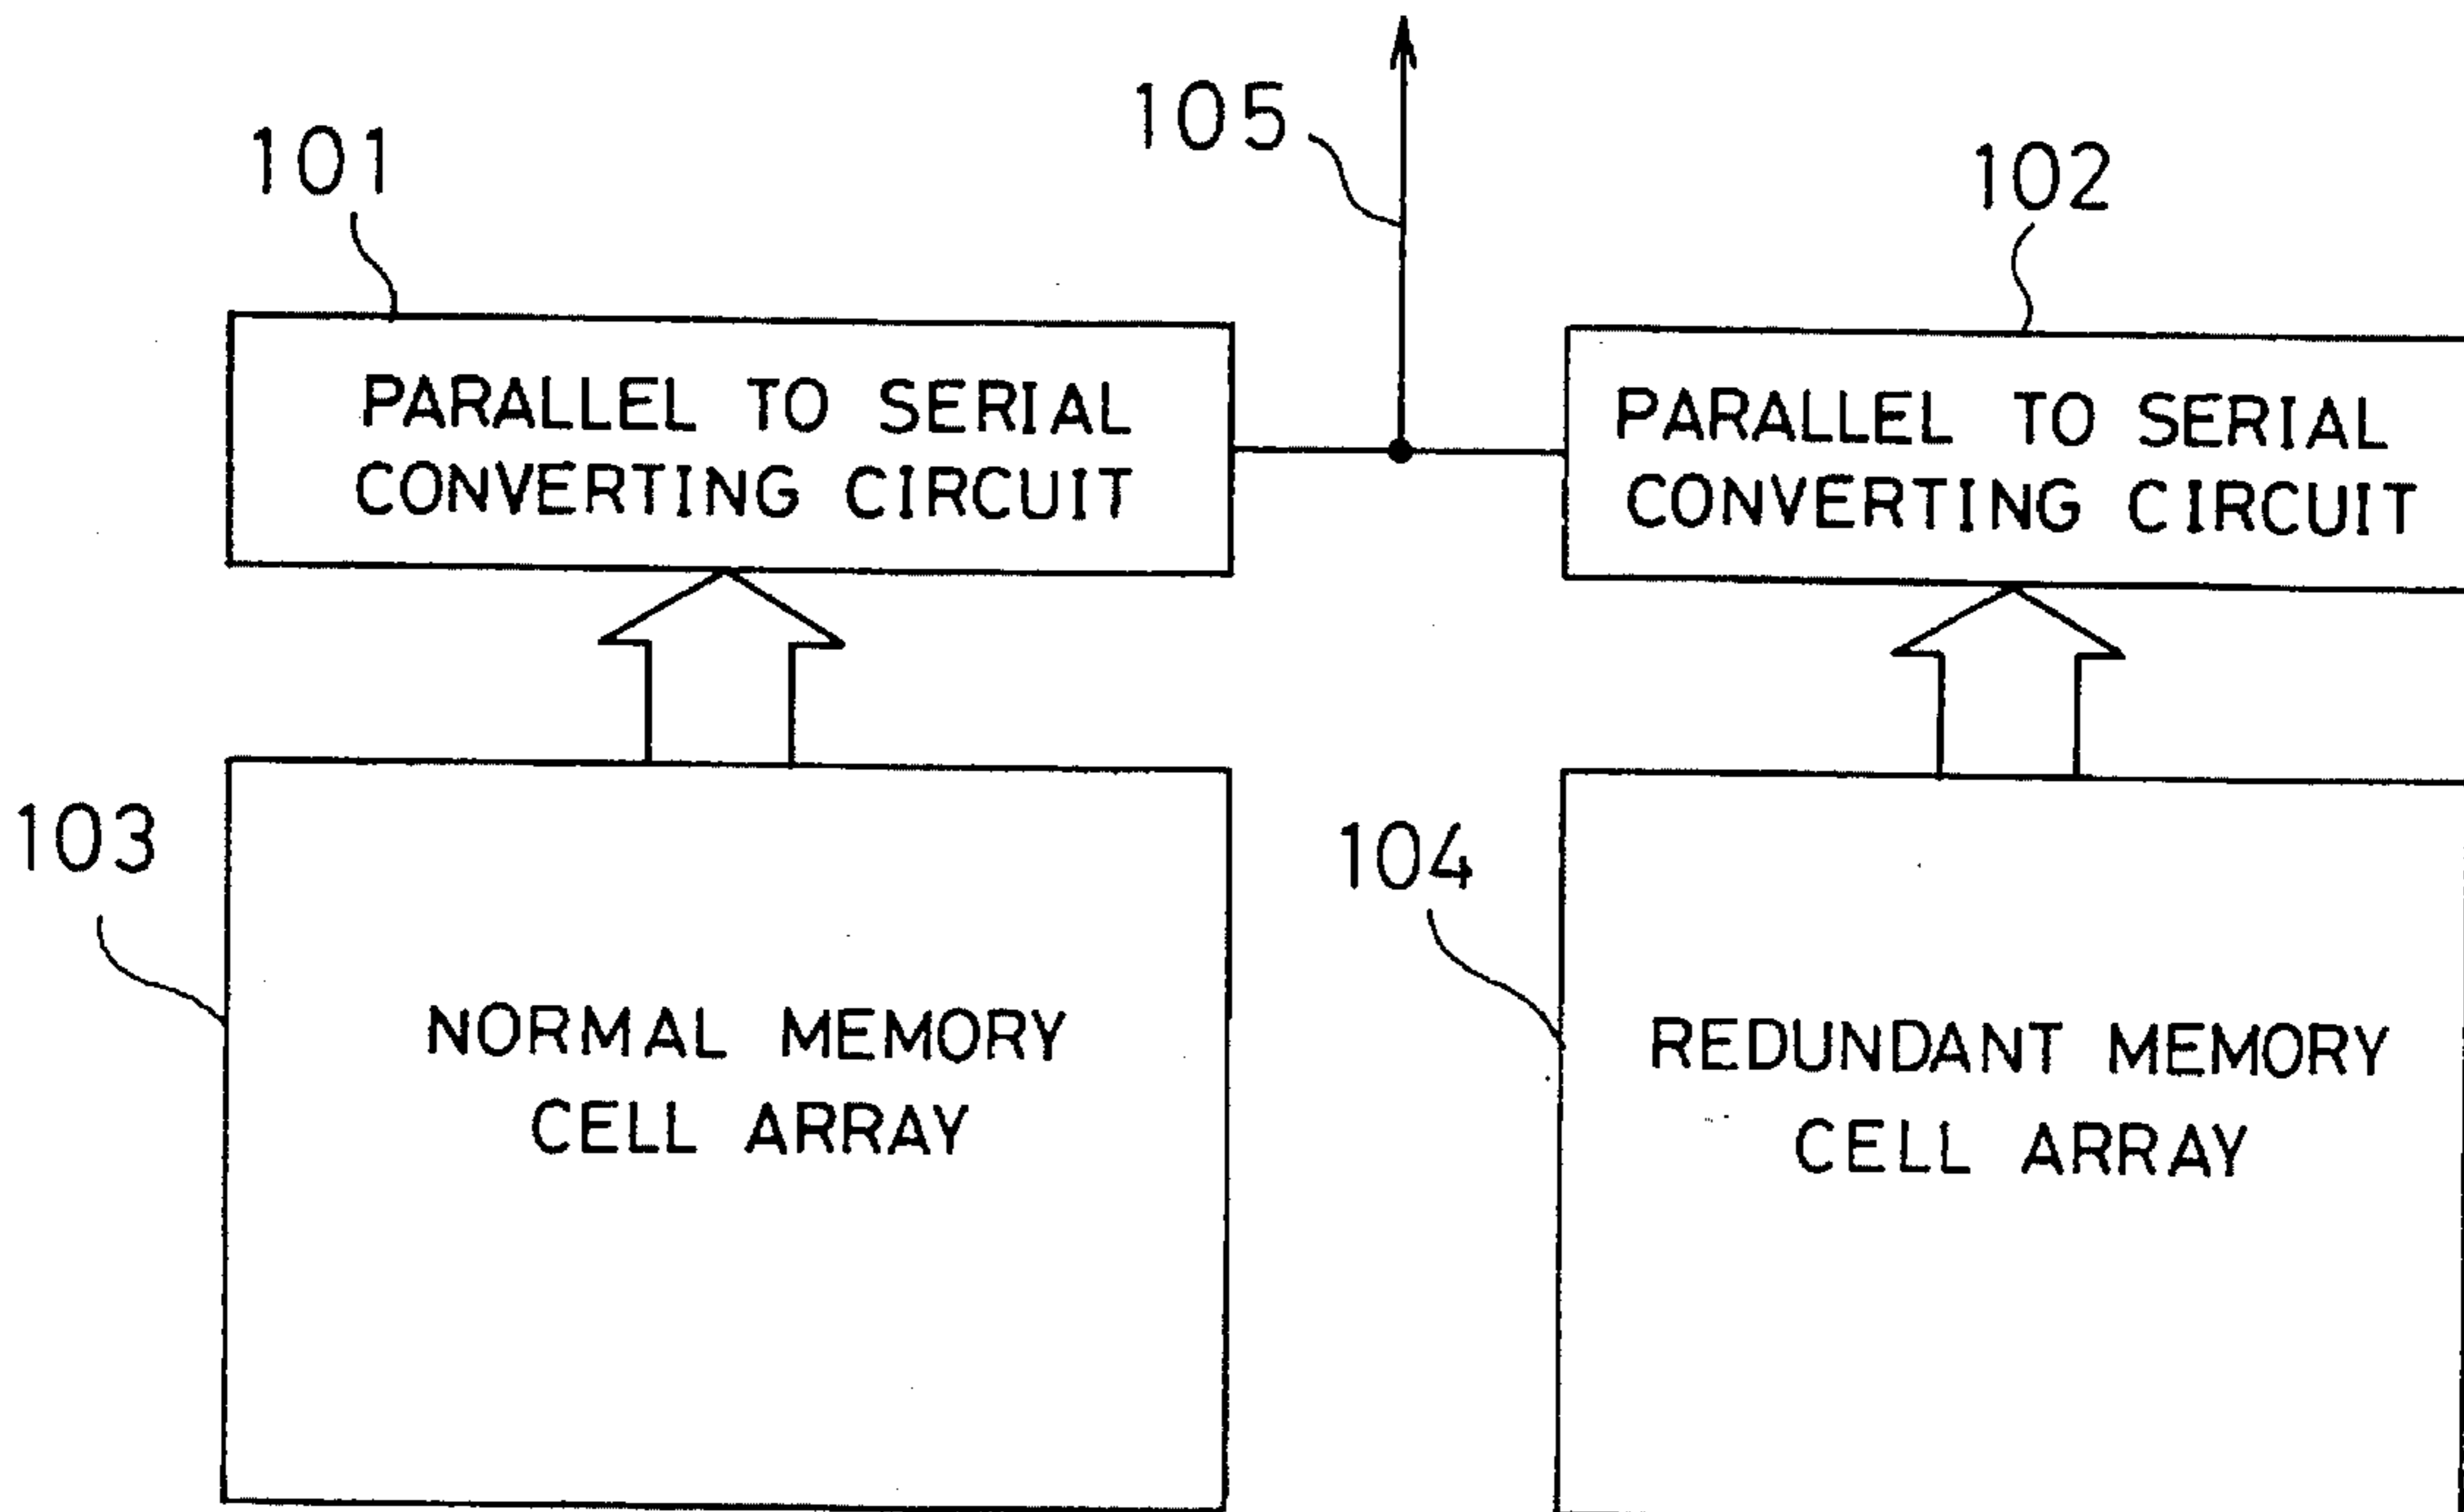 105
101
102
PARALLEL TO SERIAL
CONVERTING CIRCUIT
PARALLEL TO SERIAL
CONVERTING CIRCUIT
103
104
NORMAL MEMORY
CELL ARRAY
REDUNDANT MEMORY
CELL ARRAY